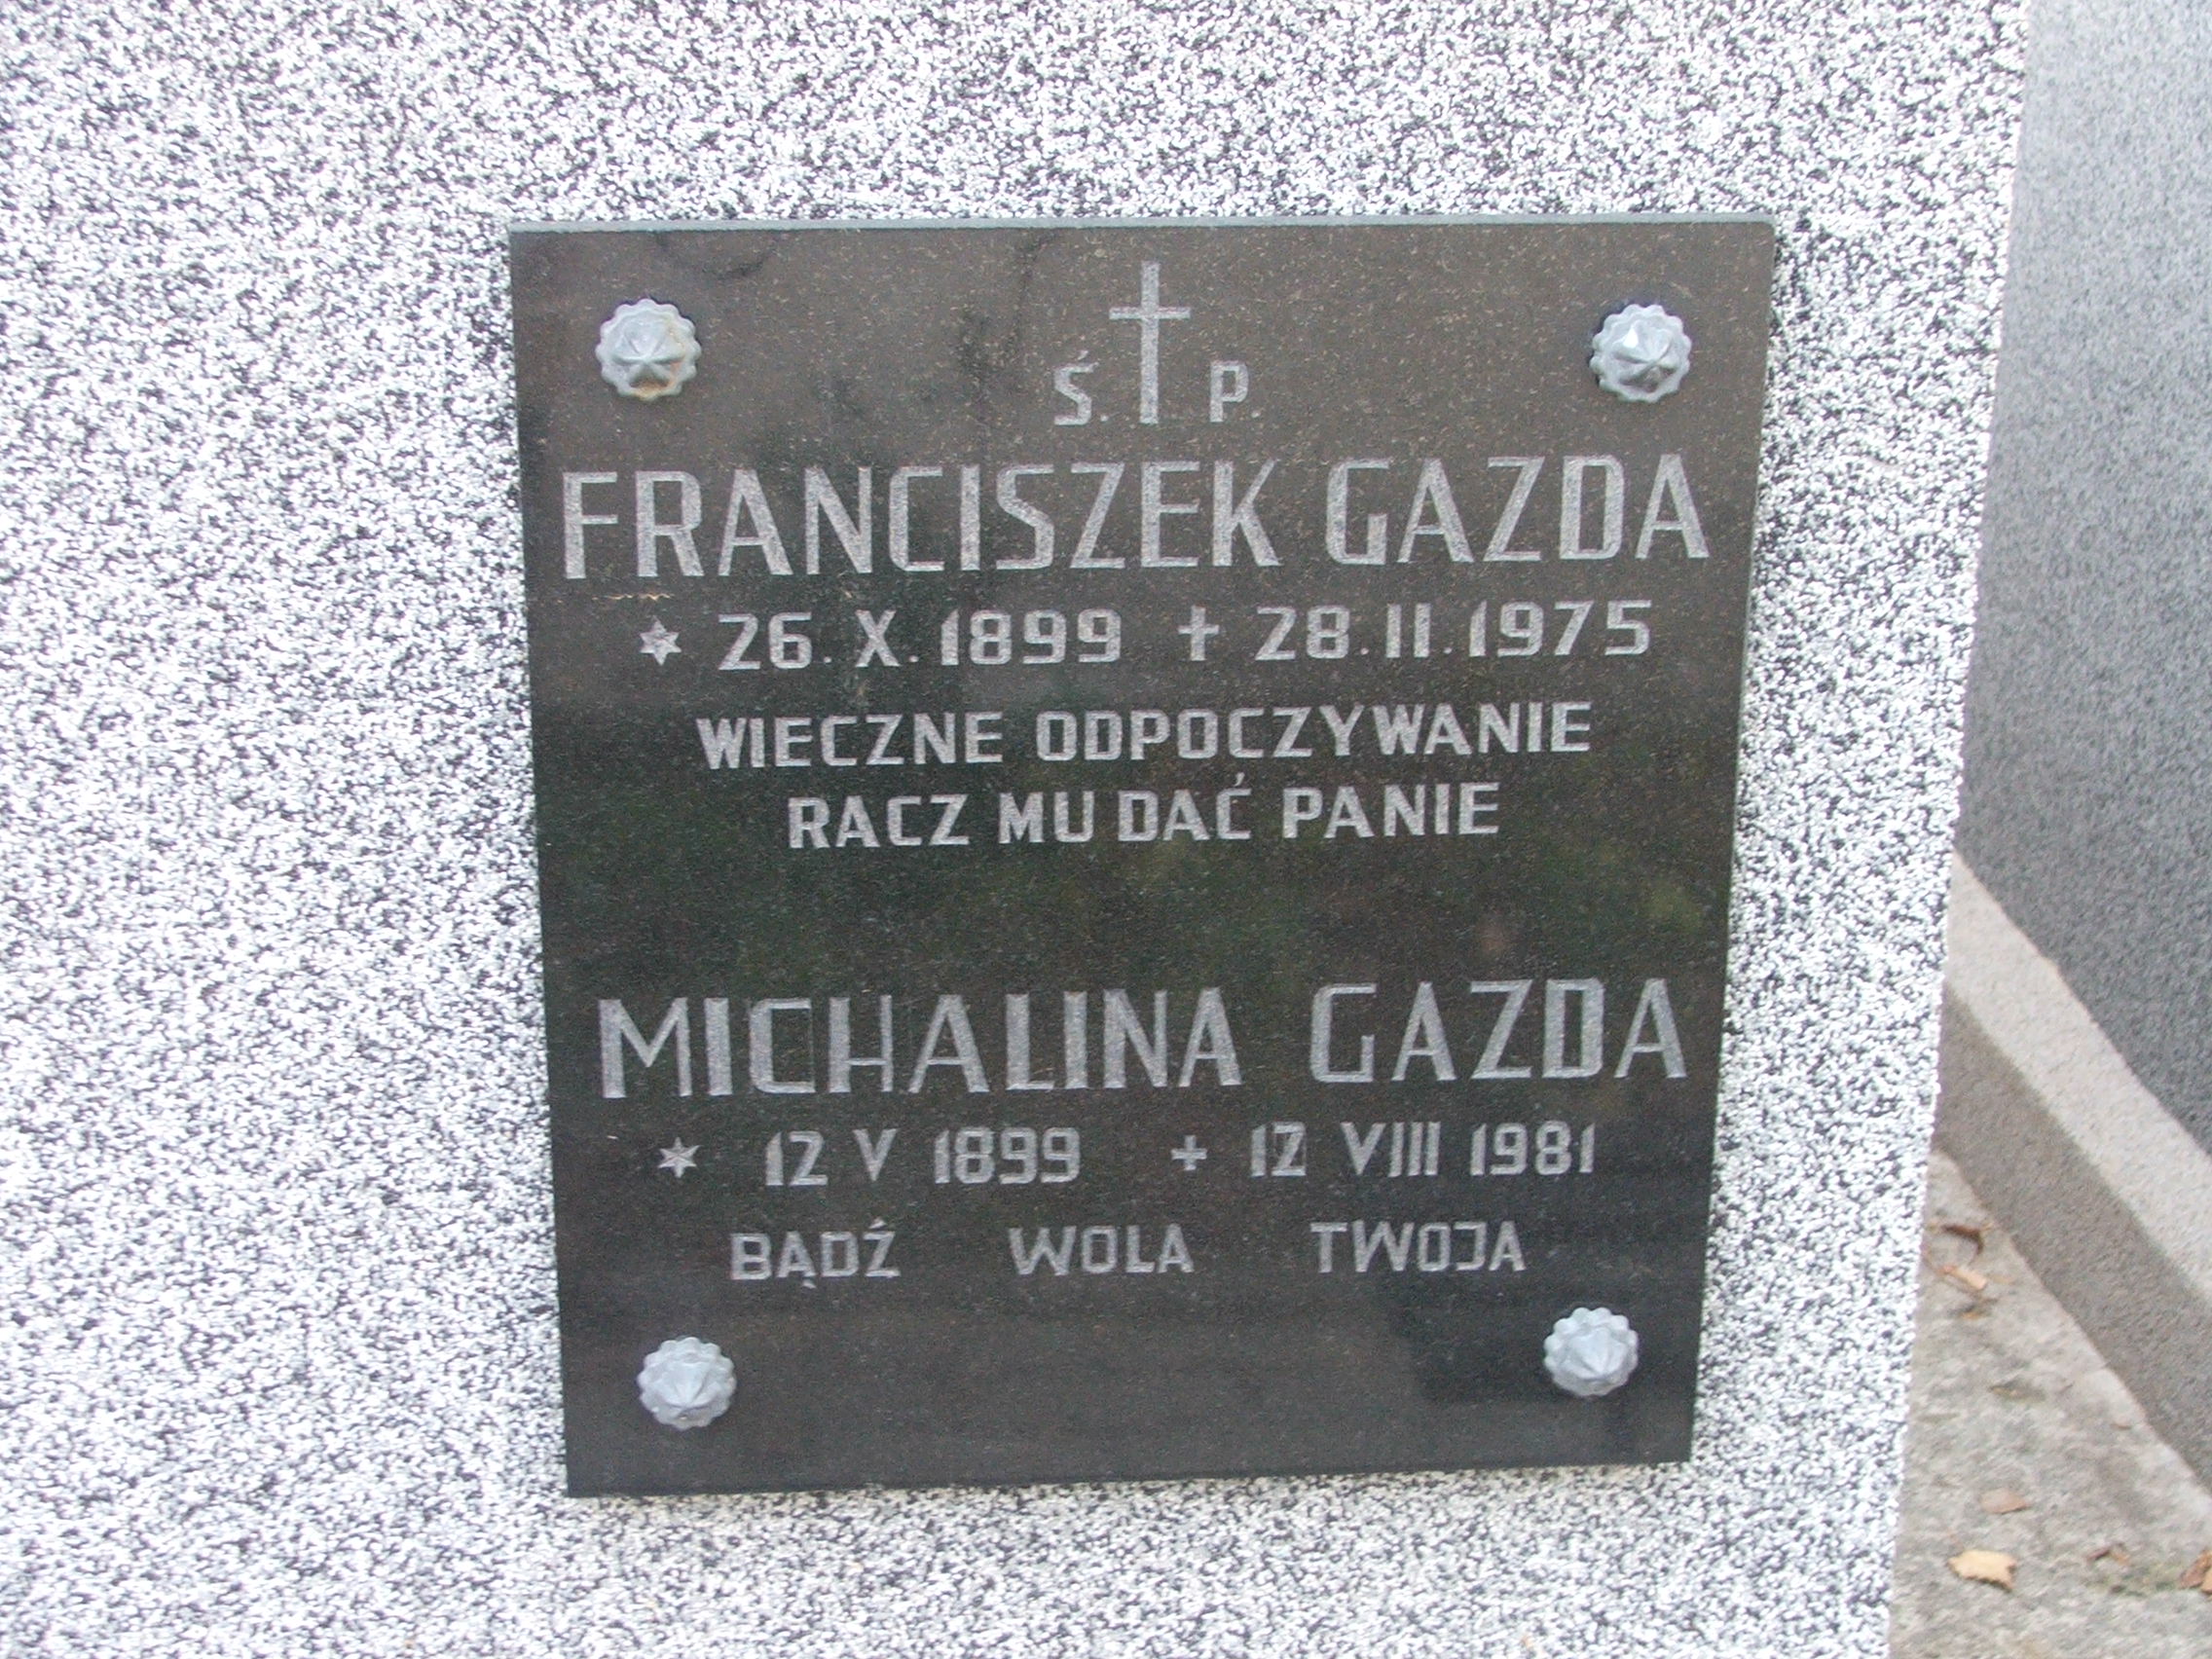 Ś. P.
FRANCISZEK GAZDA
* 26. X. 1899 + 28. II. 1975
WIECZNE ODPOCZYWANIE
RACZ MU DAĆ PANIE
MICHALINA GAZDA
* 12 V 1899 + 12 VIII 1981
BĄDŹ WOLA TWOJA